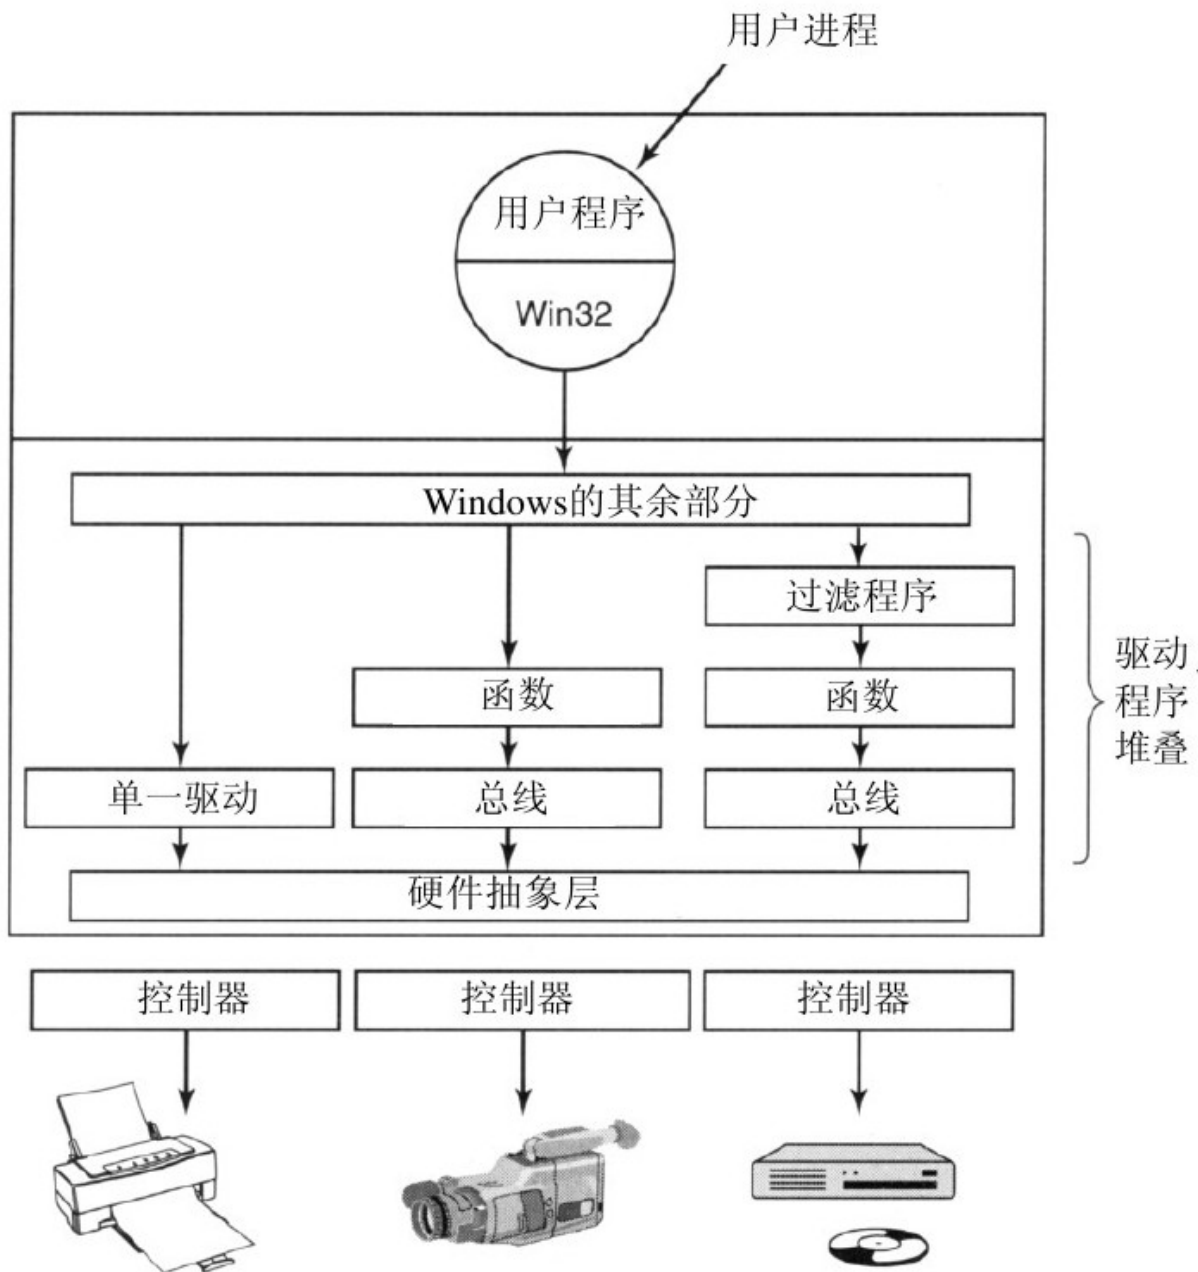 用户进程
用户程序
Win32
Windows的其余部分
过滤程序
函数
函数
单一驱动
总线
总线
驱动
程序
堆叠
硬件抽象层
控制器
控制器
控制器